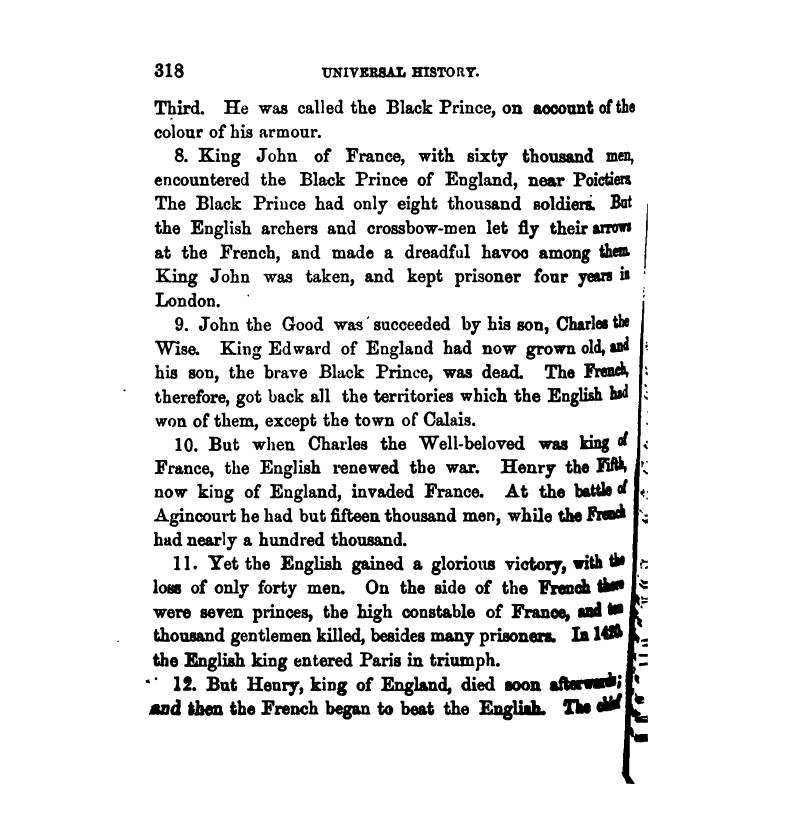 318 UNIVERSAL HISTORY.
Third. He was called the Black Prince, on account of the
colour of his armour.
8. King John of France, with sixty thousand men,
encountered the Black Prince of England, near Poictiers
The Black Prince had only eight thousand soldiers. But
the English archers and crossbow-men let fly their arrows
at the French, and made a dreadful havoc among them.
King John was taken, and kept prisoner four years in
London.
9. John the Good was succeeded by his son, Charles the
Wise. King Edward of England had now grown old, and
his son, the brave Black Prince, was dead. The French,
therefore, got back all the territories which the English had
won of them, except the town of Calais.
10. But when Charles the Well-beloved was king of
France, the English renewed the war. Henry the Fifth,
now king of England, invaded France. At the battle of
Agincourt he had but fifteen thousand men, while the French
had nearly a hundred thousand.
11. Yet the English gained a glorious victory, with the
loss of only forty men. On the side of the French there
were seven princes, the high constable of France, and ten
thousand gentlemen killed, besides many prisoners. In 1420,
the English king entered Paris in triumph.
12. But Henry, king of England, died soon afterwards;
and then the French began to beat the English. The chief